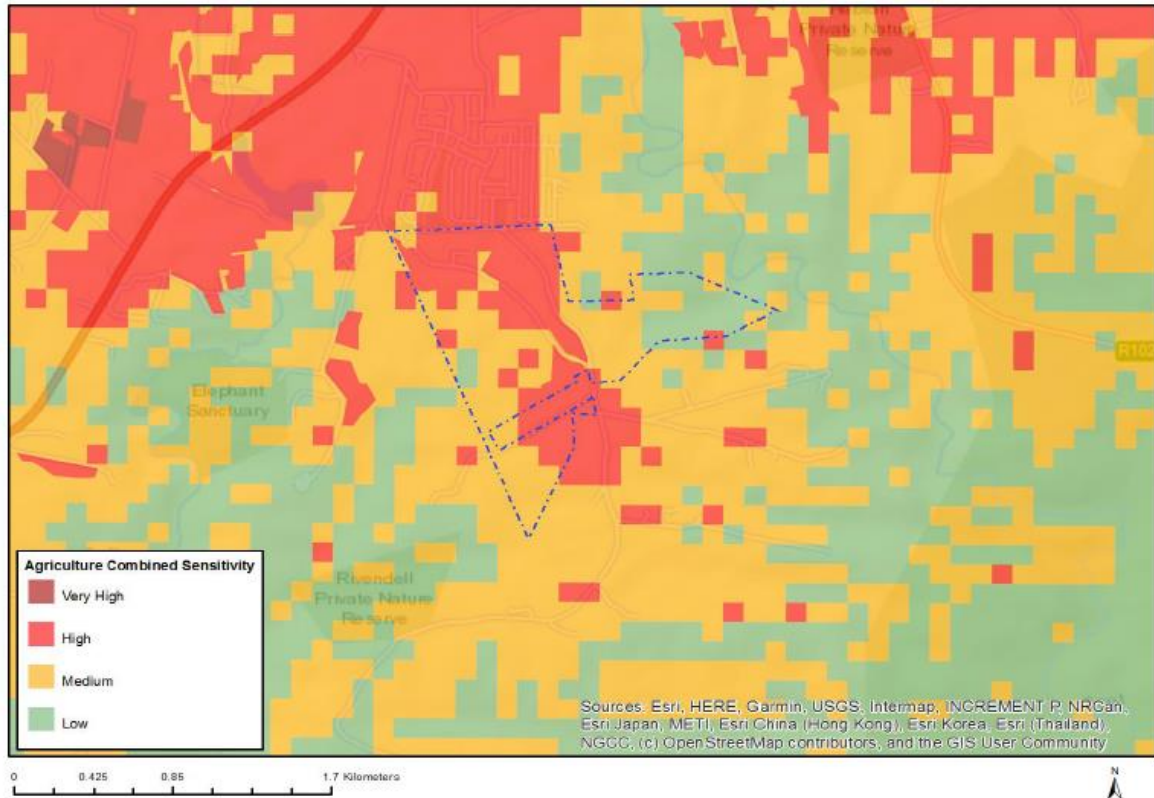 Private Nature
Reserve
R102
Elephant
Sanctuary
Rivendell
Private Nature
Reserve
Agriculture Combined Sensitivity
Very High
High
Medium
Low
Sources: Esri, HERE, Garmin, USGS, Intermap, INCREMENT P, NRCan,
Esri Japan, METI, Esri China (Hong Kong), Esri Korea, Esri (Thailand),
NGCC, (c) OpenStreetMap contributors, and the GIS User Community
0 0.425 0.85 1.7 Kilometers
N